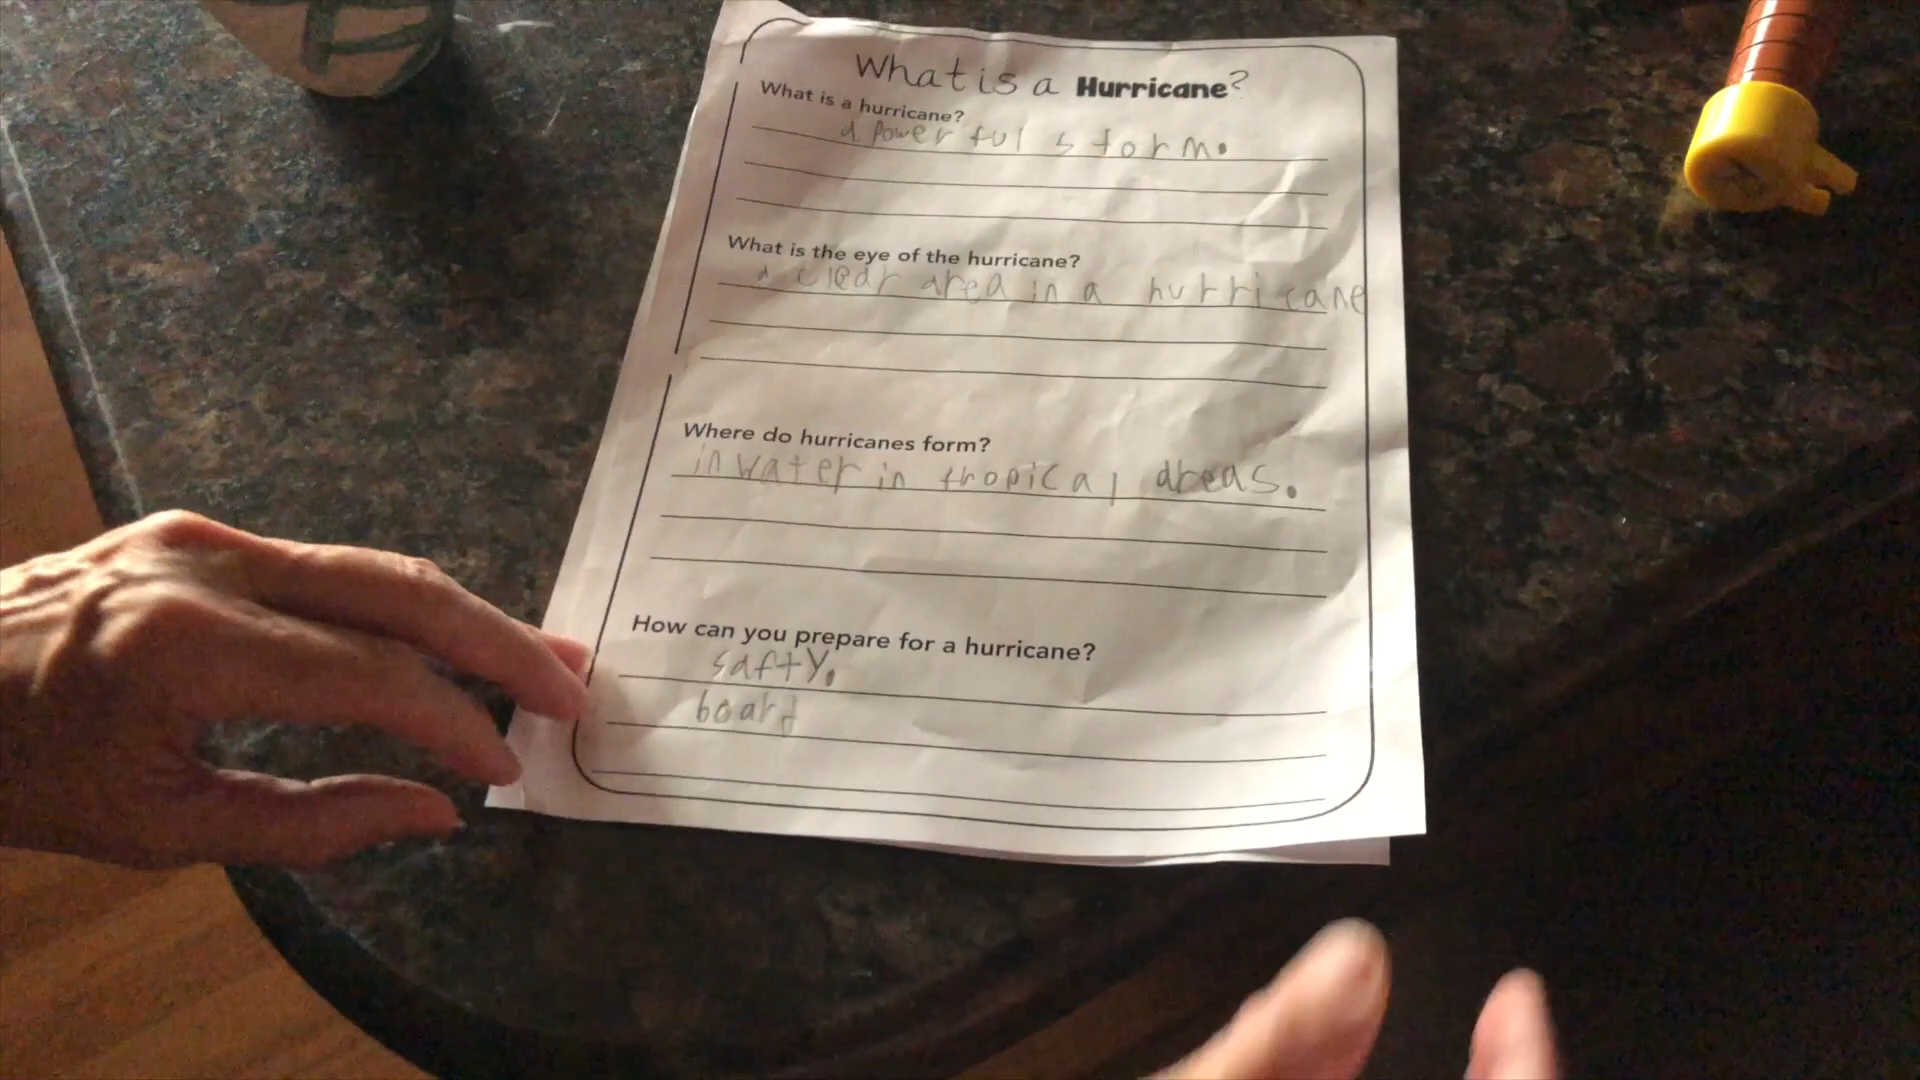 What is a Hurricane?
What is a hurricane?
a power ful storm.
What is the eye of the hurricane?
a clear area in a hurricane
Where do hurricanes form?
in water in tropical areas.
How can you prepare for a hurricane?
safty.
board